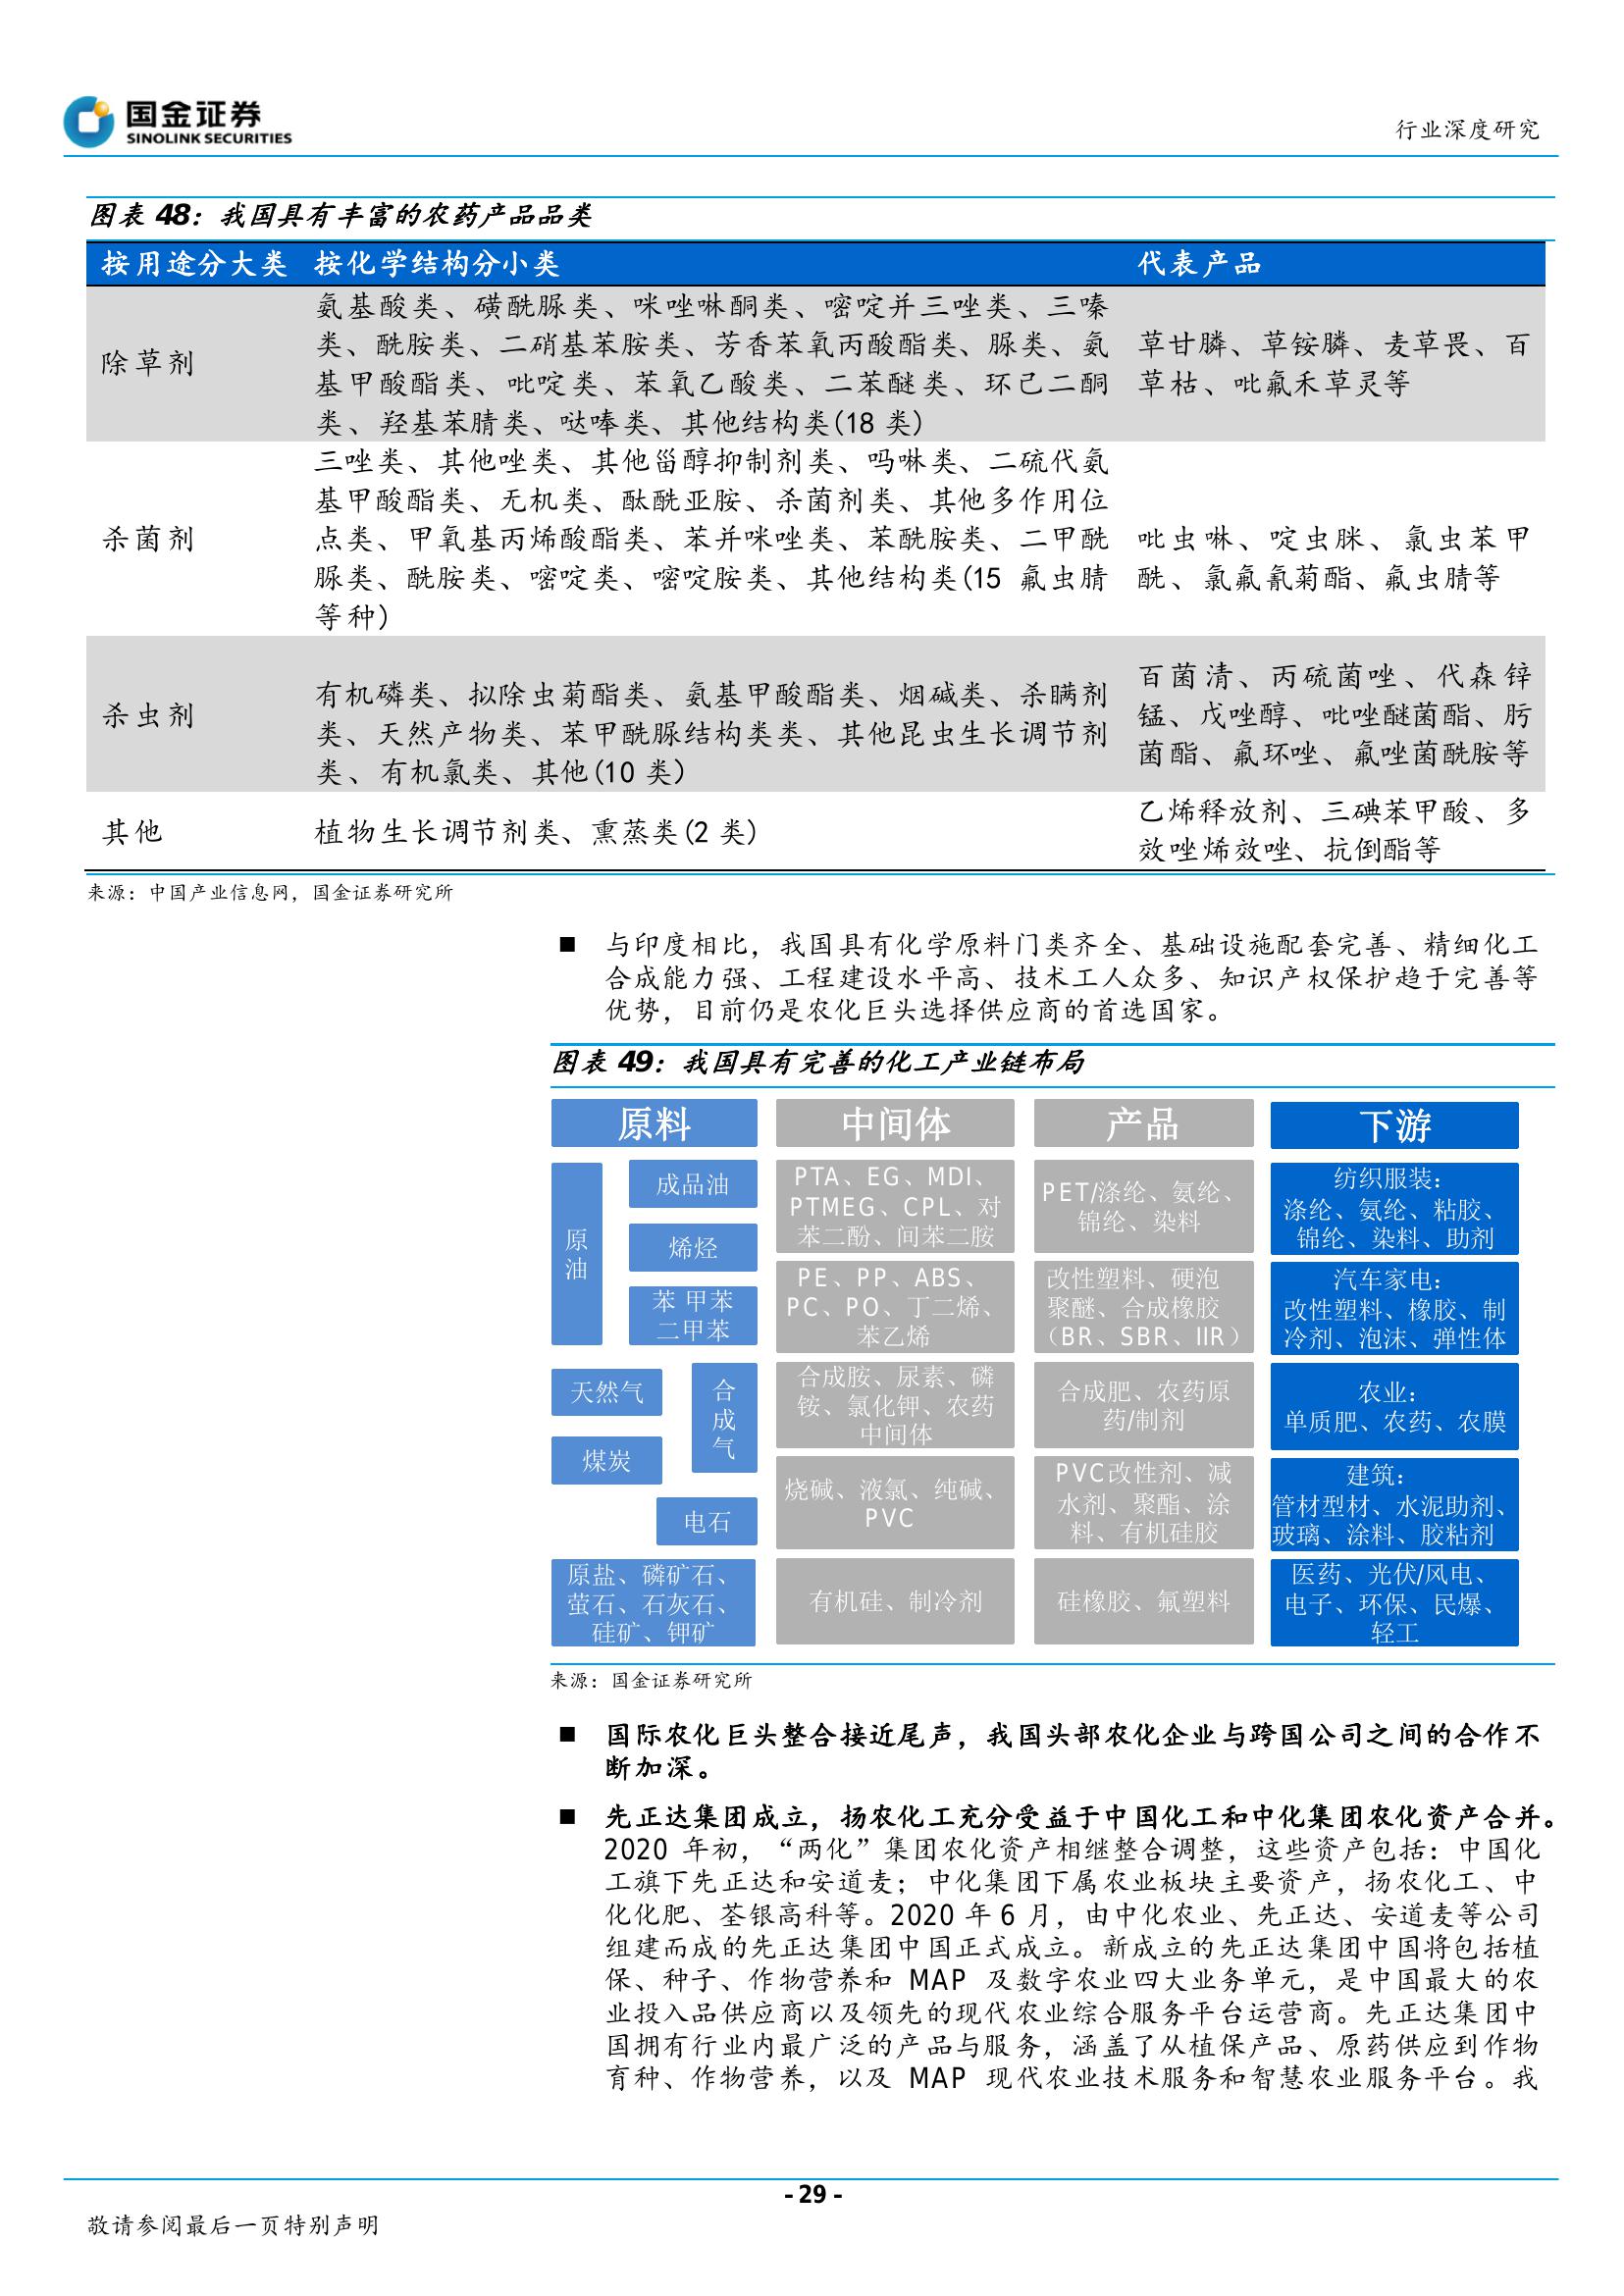 国金证券
SINOLINK SECURITIES
行业深度研究
图表 48：我国具有丰富的农药产品品类
按用途分大类 按化学结构分小类 代表产品
除草剂
氨基酸类、磺酰脲类、咪唑啉酮类、嘧啶并三唑类、三嗪
类、酰胺类、二硝基苯胺类、芳香苯氧丙酸酯类、脲类、氨
基甲酸酯类、吡啶类、苯氧乙酸类、二苯醚类、环己二酮
类、羟基苯腈类、哒嗪类、其他结构类(18 类)
草甘膦、草铵膦、麦草畏、百
草枯、吡氟禾草灵等
杀菌剂
三唑类、其他唑类、其他甾醇抑制剂类、吗啉类、二硫代氨
基甲酸酯类、无机类、酞酰亚胺、杀菌剂类、其他多作用位
点类、甲氧基丙烯酸酯类、苯并咪唑类、苯酰胺类、二甲酰
脲类、酰胺类、嘧啶类、嘧啶胺类、其他结构类(15 氟虫腈
等种)
吡虫啉、啶虫脒、氯虫苯甲
酰、氯氟氰菊酯、氟虫腈等
杀虫剂
有机磷类、拟除虫菊酯类、氨基甲酸酯类、烟碱类、杀螨剂
类、天然产物类、苯甲酰脲结构类类、其他昆虫生长调节剂
类、有机氯类、其他(10 类)
百菌清、丙硫菌唑、代森锌
锰、戊唑醇、吡唑醚菌酯、肟
菌酯、氟环唑、氟唑菌酰胺等
其他
植物生长调节剂类、熏蒸类(2 类)
乙烯释放剂、三碘苯甲酸、多
效唑烯效唑、抗倒酯等
来源：中国产业信息网，国金证券研究所
■ 与印度相比，我国具有化学原料门类齐全、基础设施配套完善、精细化工
合成能力强、工程建设水平高、技术工人众多、知识产权保护趋于完善等
优势，目前仍是农化巨头选择供应商的首选国家。
图表 49：我国具有完善的化工产业链布局
原料
中间体
产品
下游
原
油
成品油
烯烃
苯 甲苯
二甲苯
PTA、EG、MDI、
PTMEG、CPL、对
苯二酚、间苯二胺
PET/涤纶、氨纶、
锦纶、染料
纺织服装：
涤纶、氨纶、粘胶、
锦纶、染料、助剂
PE、PP、ABS、
PC、PO、丁二烯、
苯乙烯
改性塑料、硬泡
聚醚、合成橡胶
（BR、SBR、IIR）
汽车家电：
改性塑料、橡胶、制
冷剂、泡沫、弹性体
天然气
合
成
气
煤炭
电石
合成胺、尿素、磷
铵、氯化钾、农药
中间体
合成肥、农药原
药/制剂
农业：
单质肥、农药、农膜
烧碱、液氯、纯碱、
PVC
PVC改性剂、减
水剂、聚酯、涂
料、有机硅胶
建筑：
管材型材、水泥助剂、
玻璃、涂料、胶粘剂
原盐、磷矿石、
萤石、石灰石、
硅矿、钾矿
有机硅、制冷剂
硅橡胶、氟塑料
医药、光伏/风电、
电子、环保、民爆、
轻工
来源：国金证券研究所
■ 国际农化巨头整合接近尾声，我国头部农化企业与跨国公司之间的合作不
断加深。
■ 先正达集团成立，扬农化工充分受益于中国化工和中化集团农化资产合并。
2020 年初，“两化”集团农化资产相继整合调整，这些资产包括：中国化
工旗下先正达和安道麦；中化集团下属农业板块主要资产，扬农化工、中
化化肥、荃银高科等。2020 年 6 月，由中化农业、先正达、安道麦等公司
组建而成的先正达集团中国正式成立。新成立的先正达集团中国将包括植
保、种子、作物营养和 MAP 及数字农业四大业务单元，是中国最大的农
业投入品供应商以及领先的现代农业综合服务平台运营商。先正达集团中
国拥有行业内最广泛的产品与服务，涵盖了从植保产品、原药供应到作物
育种、作物营养，以及 MAP 现代农业技术服务和智慧农业服务平台。我
- 29 -
敬请参阅最后一页特别声明